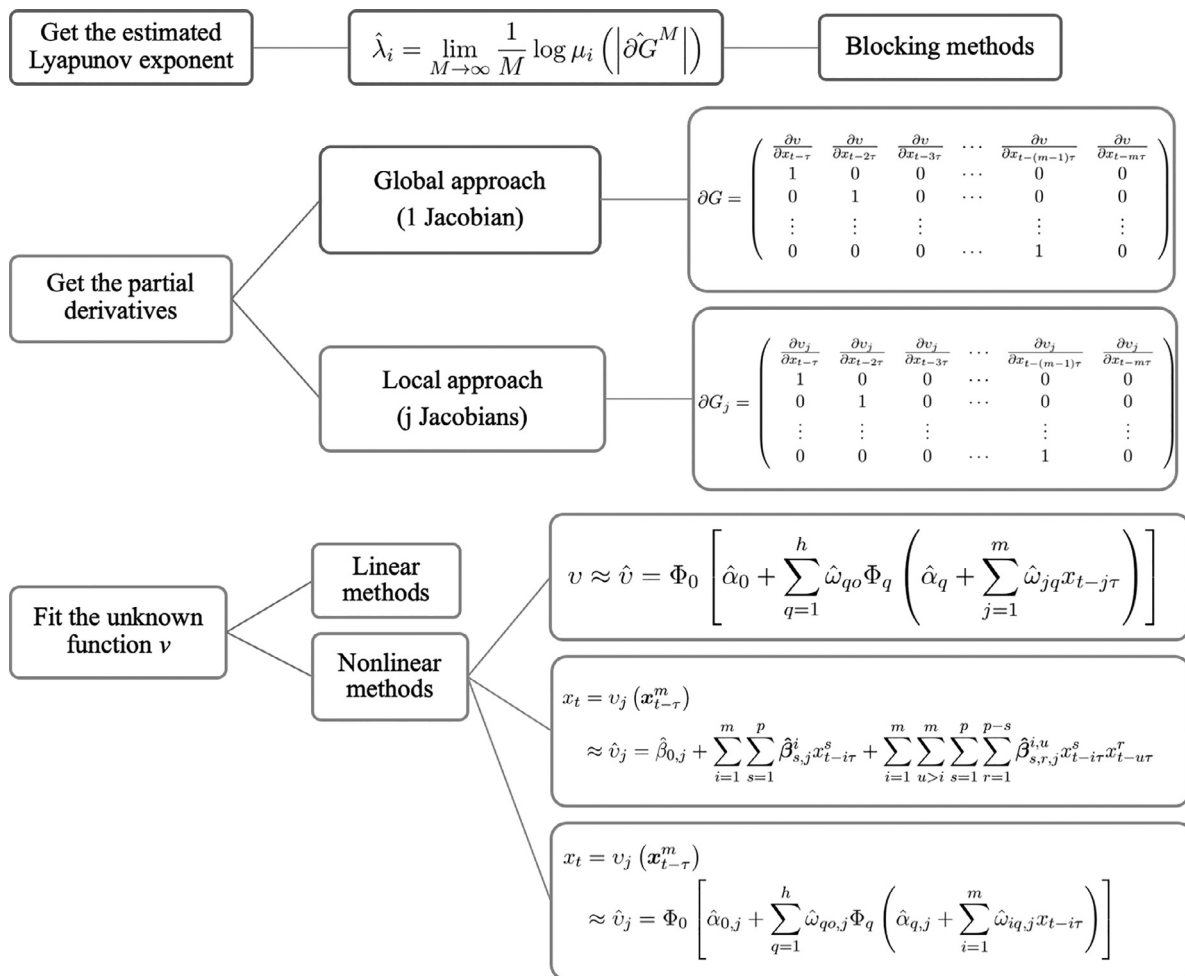 Get the estimated
Lyapunov exponent
\hat{\lambda}_i = \lim_{M \to \infty} \frac{1}{M} \log \mu_i \left( \left| \hat{\partial G}^M \right| \right)
Blocking methods
Get the partial
derivatives
Global approach
(1 Jacobian)
\partial G = \begin{pmatrix} \frac{\partial v}{\partial x_{t-\tau}} & \frac{\partial v}{\partial x_{t-2\tau}} & \frac{\partial v}{\partial x_{t-3\tau}} & \cdots & \frac{\partial v}{\partial x_{t-(m-1)\tau}} & \frac{\partial v}{\partial x_{t-m\tau}} \\ 1 & 0 & 0 & \cdots & 0 & 0 \\ 0 & 1 & 0 & \cdots & 0 & 0 \\ \vdots & \vdots & \vdots & & \vdots & \vdots \\ 0 & 0 & 0 & \cdots & 1 & 0 \end{pmatrix}
Local approach
(j Jacobians)
\partial G_j = \begin{pmatrix} \frac{\partial v_j}{\partial x_{t-\tau}} & \frac{\partial v_j}{\partial x_{t-2\tau}} & \frac{\partial v_j}{\partial x_{t-3\tau}} & \cdots & \frac{\partial v_j}{\partial x_{t-(m-1)\tau}} & \frac{\partial v_j}{\partial x_{t-m\tau}} \\ 1 & 0 & 0 & \cdots & 0 & 0 \\ 0 & 1 & 0 & \cdots & 0 & 0 \\ \vdots & \vdots & \vdots & & \vdots & \vdots \\ 0 & 0 & 0 & \cdots & 1 & 0 \end{pmatrix}
Fit the unknown
function v
Linear
methods
Nonlinear
methods
v \approx \hat{v} = \Phi_0 \left[ \hat{\alpha}_0 + \sum_{q=1}^{h} \hat{\omega}_{qo} \Phi_q \left( \hat{\alpha}_q + \sum_{j=1}^{m} \hat{\omega}_{jq} x_{t-j\tau} \right) \right]
x_t = v_j \left( \boldsymbol{x}_{t-\tau}^m \right)
\approx \hat{v}_j = \hat{\beta}_{0,j} + \sum_{i=1}^{m} \sum_{s=1}^{p} \hat{\boldsymbol{\beta}}_{s,j}^{i} x_{t-i\tau}^{s} + \sum_{i=1}^{m} \sum_{u>i}^{m} \sum_{s=1}^{p} \sum_{r=1}^{p-s} \hat{\boldsymbol{\beta}}_{s,r,j}^{i,u} x_{t-i\tau}^{s} x_{t-u\tau}^{r}
x_t = v_j \left( \boldsymbol{x}_{t-\tau}^m \right)
\approx \hat{v}_j = \Phi_0 \left[ \hat{\alpha}_{0,j} + \sum_{q=1}^{h} \hat{\omega}_{qo,j} \Phi_q \left( \hat{\alpha}_{q,j} + \sum_{i=1}^{m} \hat{\omega}_{iq,j} x_{t-i\tau} \right) \right]